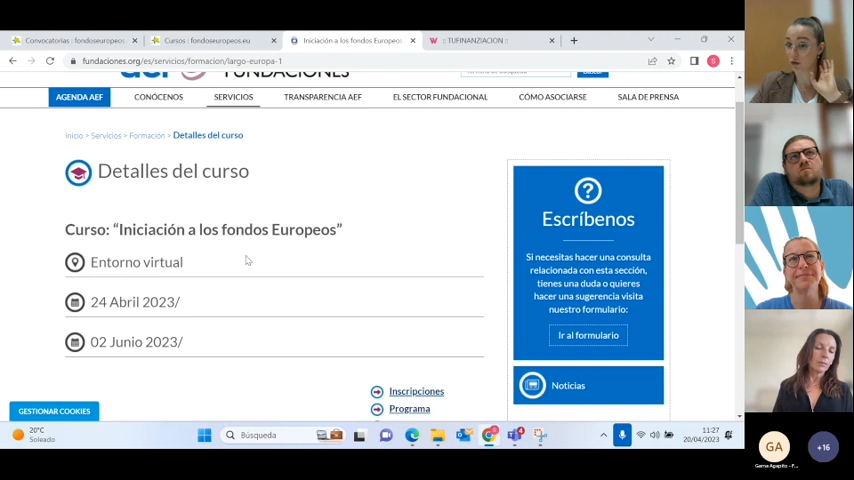 Convocatorias : fondoseuropeos.
Cursos : fondoseuropeos.eu
Iniciación a los fondos Europeos
:: TUFINANZIACION ::
fundaciones.org/es/servicios/formacion/largo-europa-1
S
FUNDACIONES
AGENDA AEF
CONÓCENOS
SERVICIOS
TRANSPARENCIA AEF
EL SECTOR FUNDACIONAL
CÓMO ASOCIARSE
SALA DE PRENSA
Inicio > Servicios > Formación > Detalles del curso
Detalles del curso
Curso: “Iniciación a los fondos Europeos”
Entorno virtual
24 Abril 2023/
02 Junio 2023/
Inscripciones
Programa
?
Escríbenos
Si necesitas hacer una consulta
relacionada con esta sección,
tienes una duda o quieres
hacer una sugerencia visita
nuestro formulario:
Ir al formulario
Noticias
GESTIONAR COOKIES
20°C
Soleado
Búsqueda
11:27
20/04/2023
GA
Gema Agapito - F...
+16